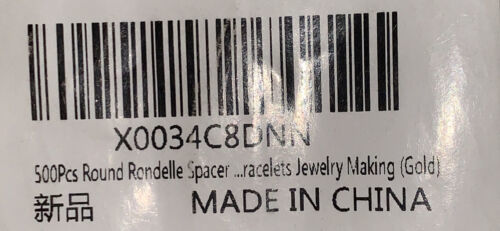 X0034C8DNN
500Pcs Round Rondelle Spacer ...racelets Jewelry Making (Gold)
新品 MADE IN CHINA